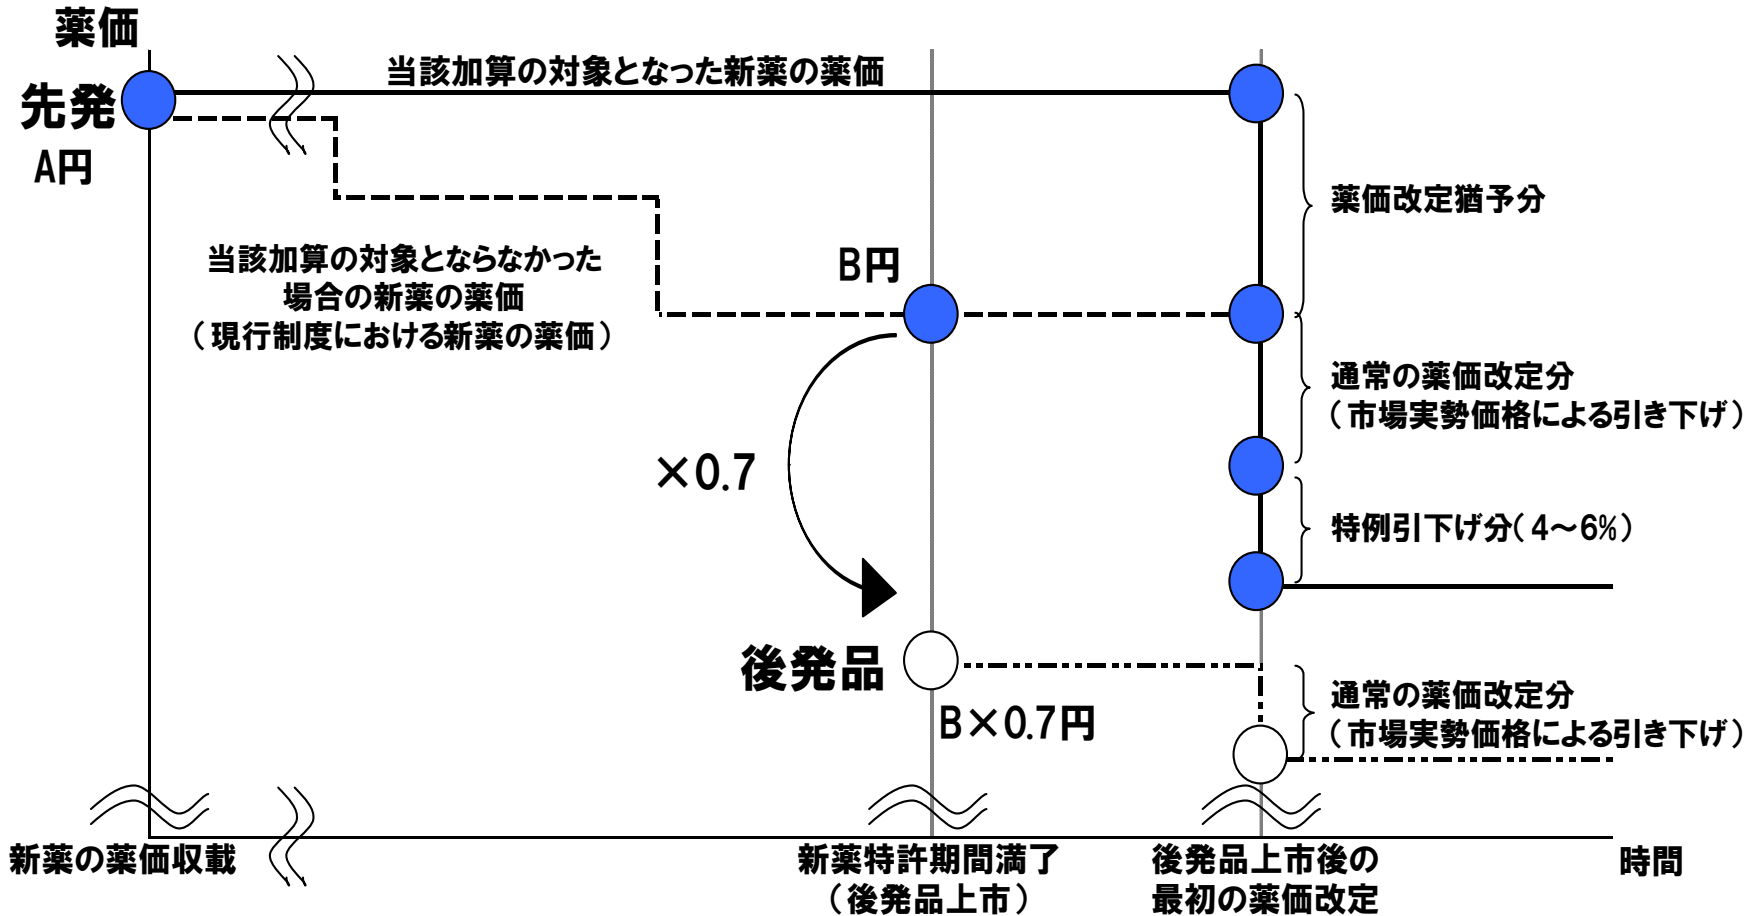 薬価
先発
A円
当該加算の対象となった新薬の薬価
当該加算の対象とならなかった
場合の新薬の薬価
（現行制度における新薬の薬価）
B円
×0.7
後発品
B×0.7円
薬価改定猶予分
通常の薬価改定分
（市場実勢価格による引き下げ）
特例引下げ分（4～6%）
通常の薬価改定分
（市場実勢価格による引き下げ）
新薬の薬価収載
新薬特許期間満了
（後発品上市）
後発品上市後の
最初の薬価改定
時間